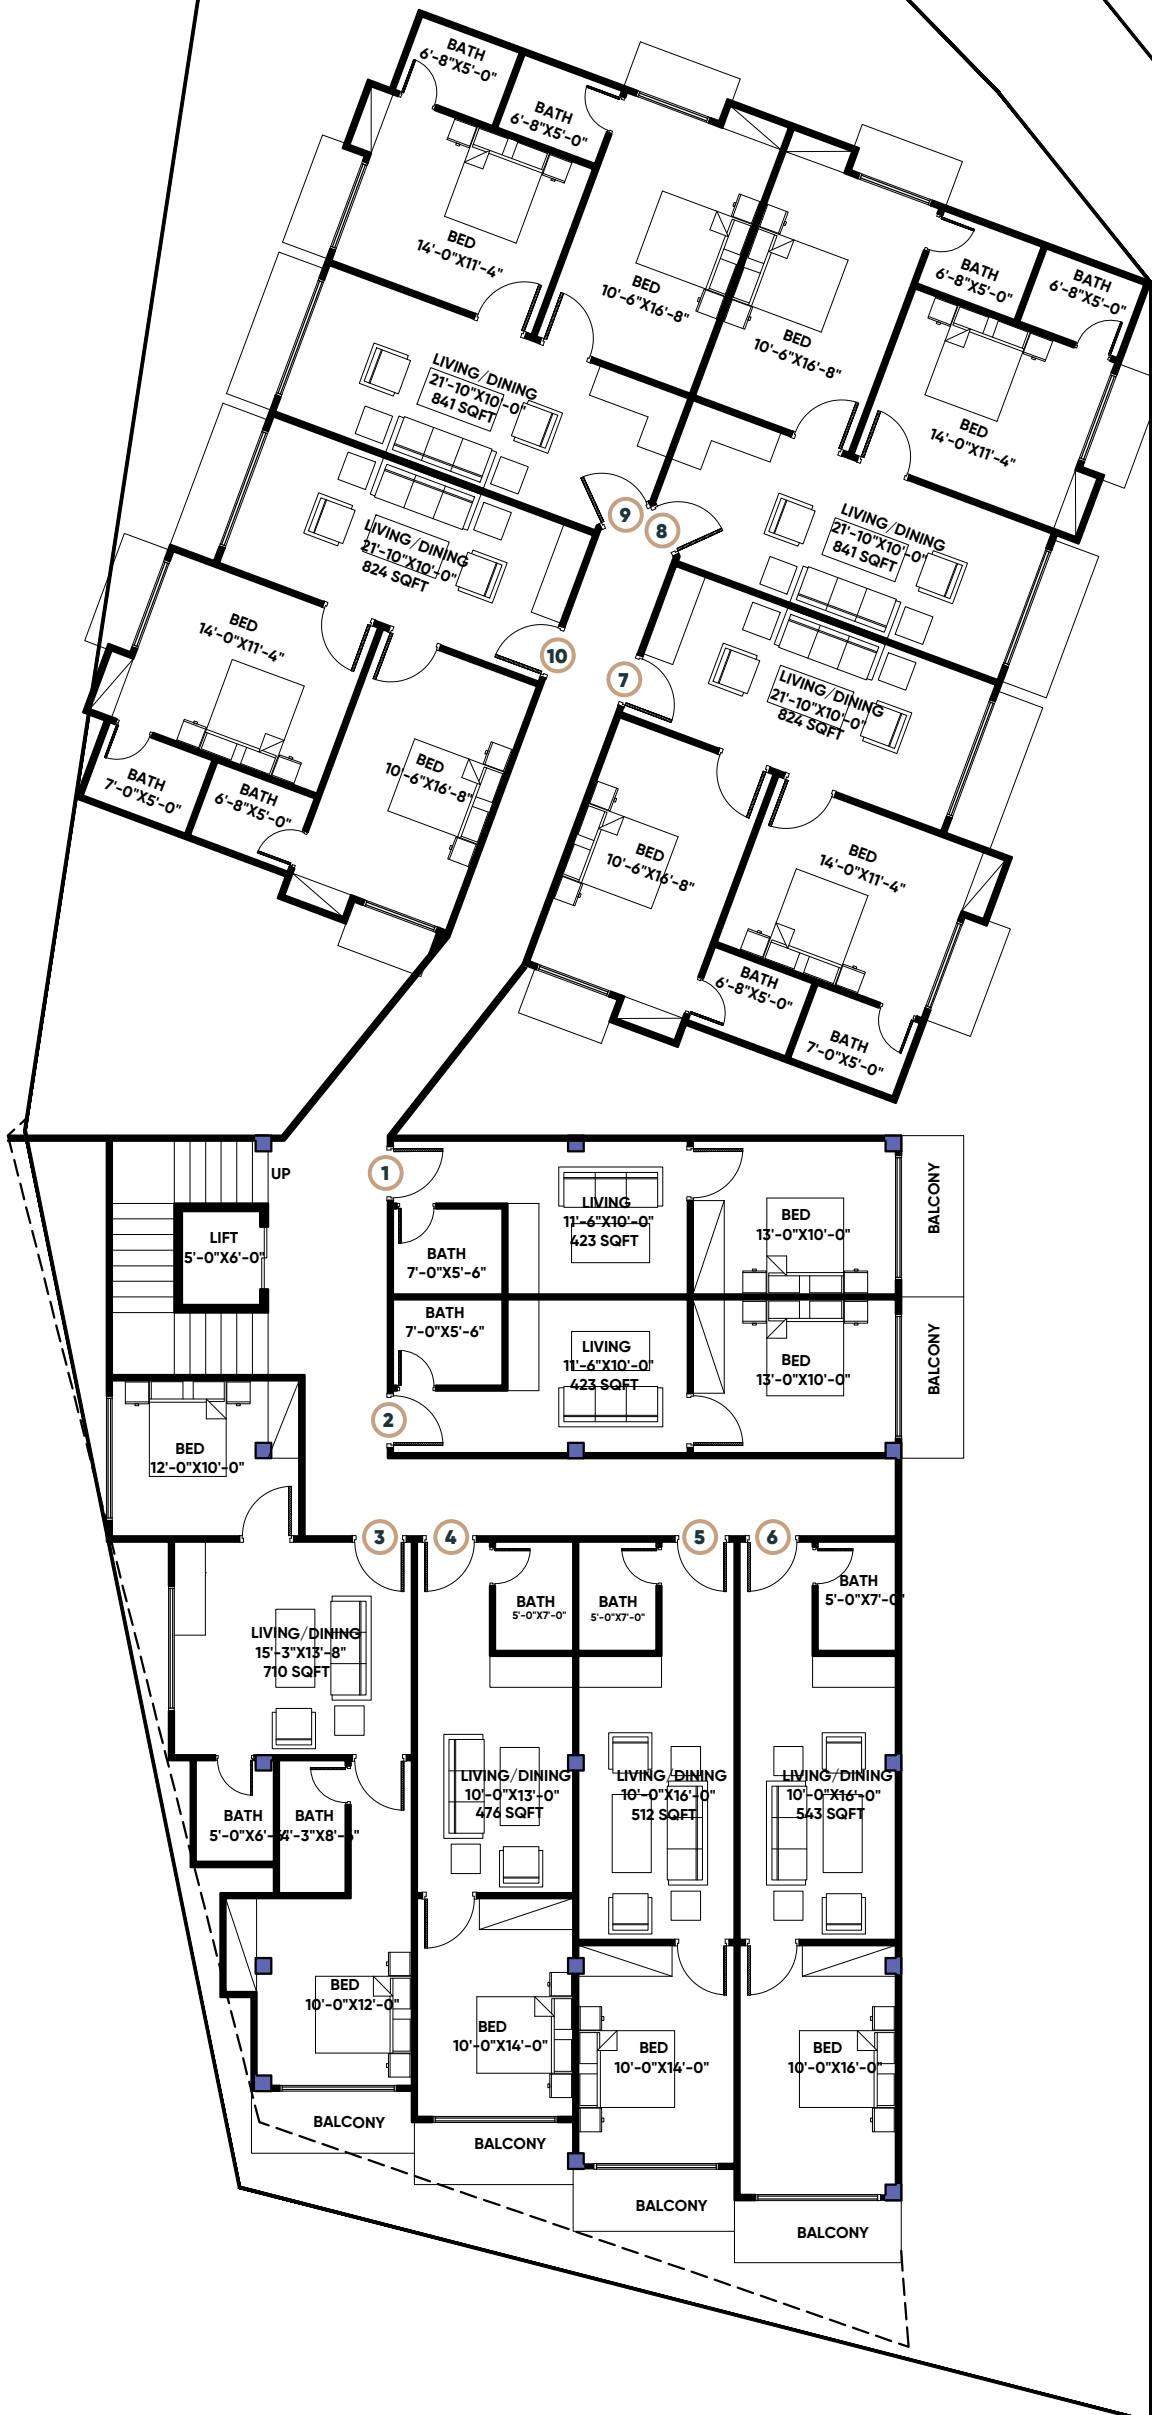 BATH
6'-8"X5'-0"
BATH
6'-8"X5'-0"
BED
14'-0"X11'-4"
BED
10'-6"X16'-8"
BED
10'-6"X16'-8"
BATH
6'-8"X5'-0"
BATH
6'-8"X5'-0"
BED
14'-0"X11'-4"
LIVING/DINING
21'-10"X10'-0"
841 SQFT
9
8
LIVING/DINING
21'-10"X10'-0"
841 SQFT
LIVING/DINING
21'-10"X10'-0"
824 SQFT
BED
14'-0"X11'-4"
10
7
LIVING/DINING
21'-10"X10'-0"
824 SQFT
BATH
7'-0"X5'-0"
BATH
6'-8"X5'-0"
BED
10'-6"X16'-8"
BED
10'-6"X16'-8"
BED
14'-0"X11'-4"
BATH
6'-8"X5'-0"
BATH
7'-0"X5'-0"
UP
1
LIFT
5'-0"X6'-0"
BATH
7'-0"X5'-6"
LIVING
11'-6"X10'-0"
423 SQFT
BED
13'-0"X10'-0"
BALCONY
BATH
7'-0"X5'-6"
LIVING
11'-6"X10'-0"
423 SQFT
BED
13'-0"X10'-0"
BALCONY
2
BED
12'-0"X10'-0"
3
4
5
6
BATH
5'-0"X7'-0"
BATH
5'-0"X7'-0"
BATH
5'-0"X7'-0"
LIVING/DINING
15'-3"X13'-8"
710 SQFT
LIVING/DINING
10'-0"X13'-0"
476 SQFT
LIVING/DINING
10'-0"X16'-0"
512 SQFT
LIVING/DINING
10'-0"X16'-0"
543 SQFT
BATH
BATH
BED
10'-0"X12'-0"
BED
10'-0"X14'-0"
BED
10'-0"X14'-0"
BED
10'-0"X16'-0"
BALCONY
BALCONY
BALCONY
BALCONY